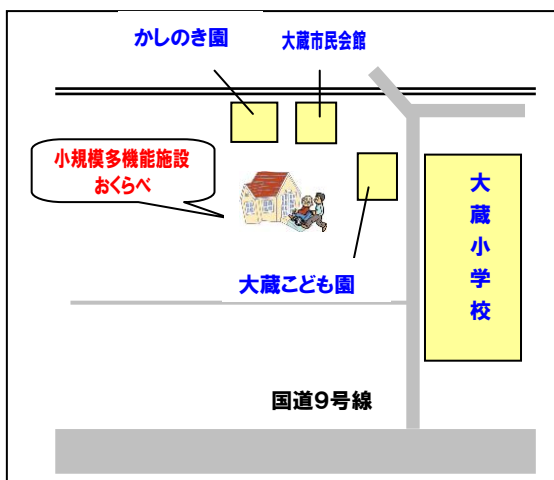 かしのき園
大蔵市民会館
小規模多機能施設
おくらべ
大蔵こども園
大蔵小学校
国道9号線